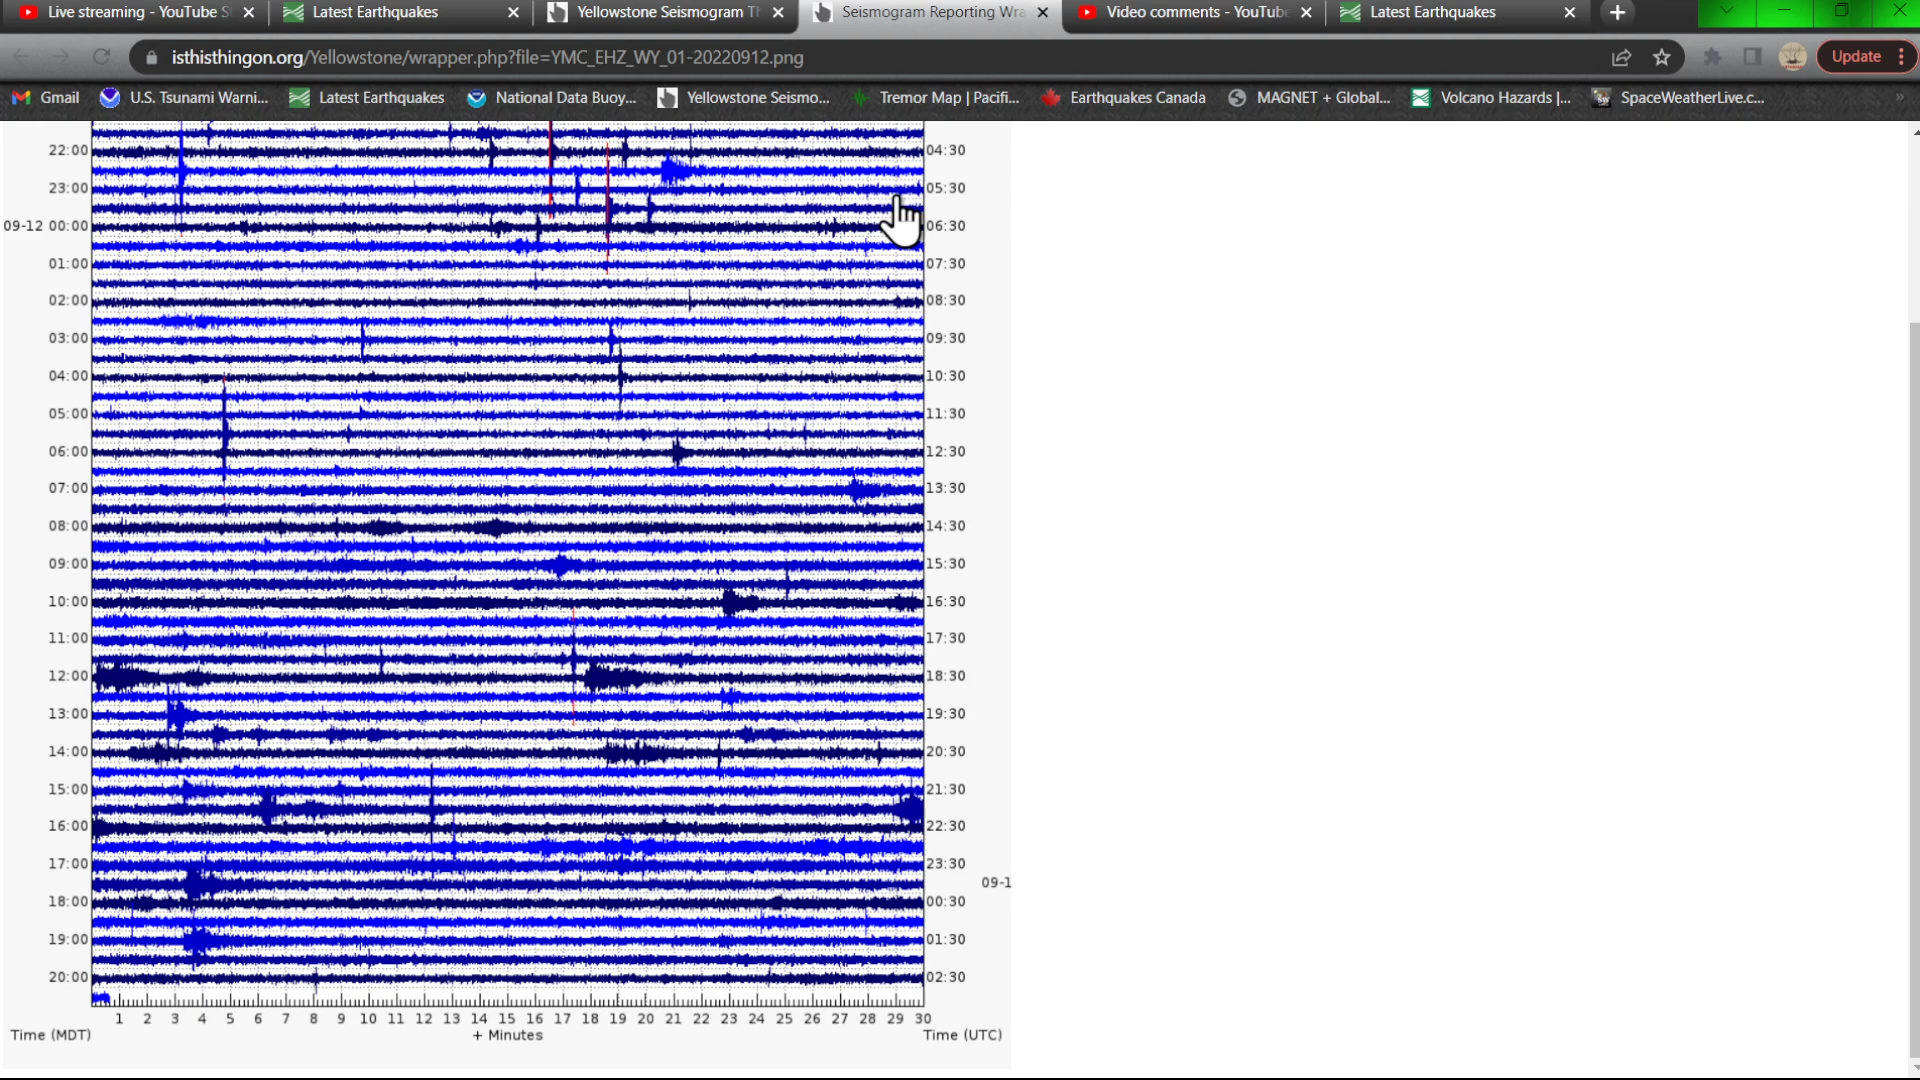 Live streaming - YouTube S
Latest Earthquakes
Yellowstone Seismogram Th
Seismogram Reporting Wra
Video comments - YouTube
Latest Earthquakes
isthisthingon.org/Yellowstone/wrapper.php?file=YMC_EHZ_WY_01-20220912.png
Update
Gmail
U.S. Tsunami Warni...
Latest Earthquakes
National Data Buoy...
Yellowstone Seismo...
Tremor Map | Pacifi...
Earthquakes Canada
MAGNET + Global...
Volcano Hazards |...
SpaceWeatherLive.c...
22:00 04:30
23:00 05:30
09-12 00:00 06:30
01:00 07:30
02:00 08:30
03:00 09:30
04:00 10:30
05:00 11:30
06:00 12:30
07:00 13:30
08:00 14:30
09:00 15:30
10:00 16:30
11:00 17:30
12:00 18:30
13:00 19:30
14:00 20:30
15:00 21:30
16:00 22:30
17:00 23:30
09-1
18:00 00:30
19:00 01:30
20:00 02:30
1 2 3 4 5 6 7 8 9 10 11 12 13 14 15 16 17 18 19 20 21 22 23 24 25 26 27 28 29 30
Time (MDT) + Minutes Time (UTC)